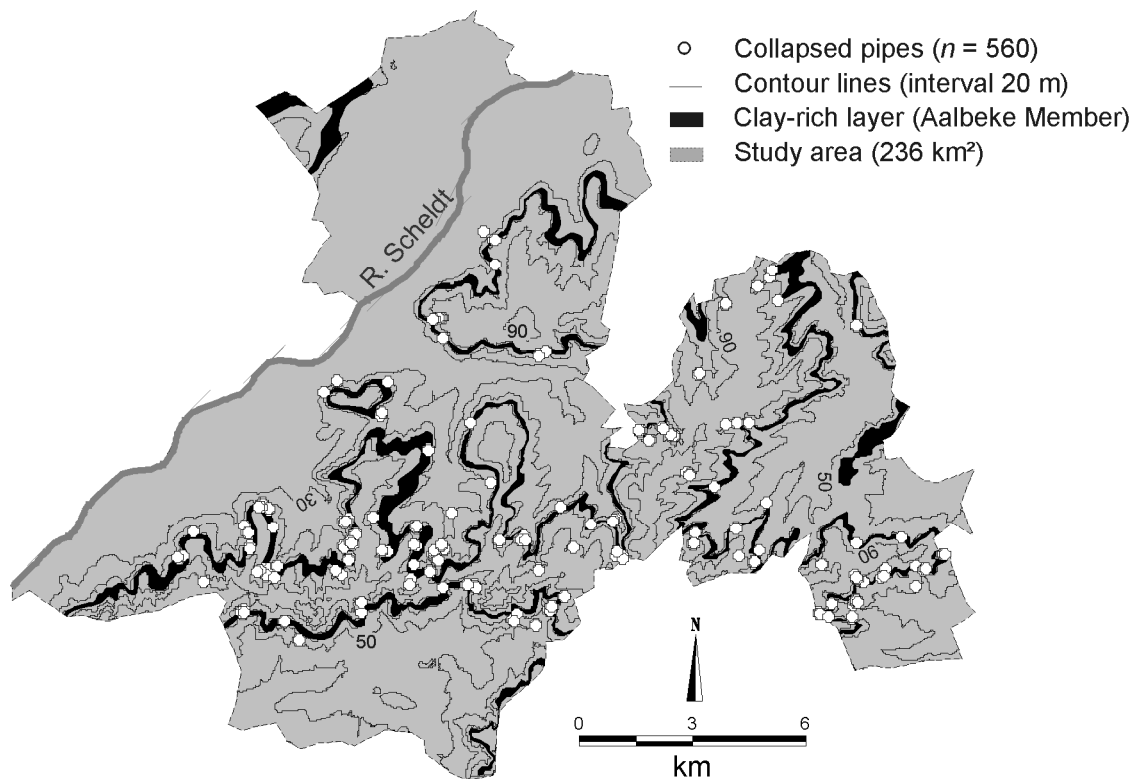 Collapsed pipes (n = 560)
Contour lines (interval 20 m)
Clay-rich layer (Aalbeke Member)
Study area (236 km²)
R. Scheldt
90
90
30
50
90
50
N
0 3 6
km